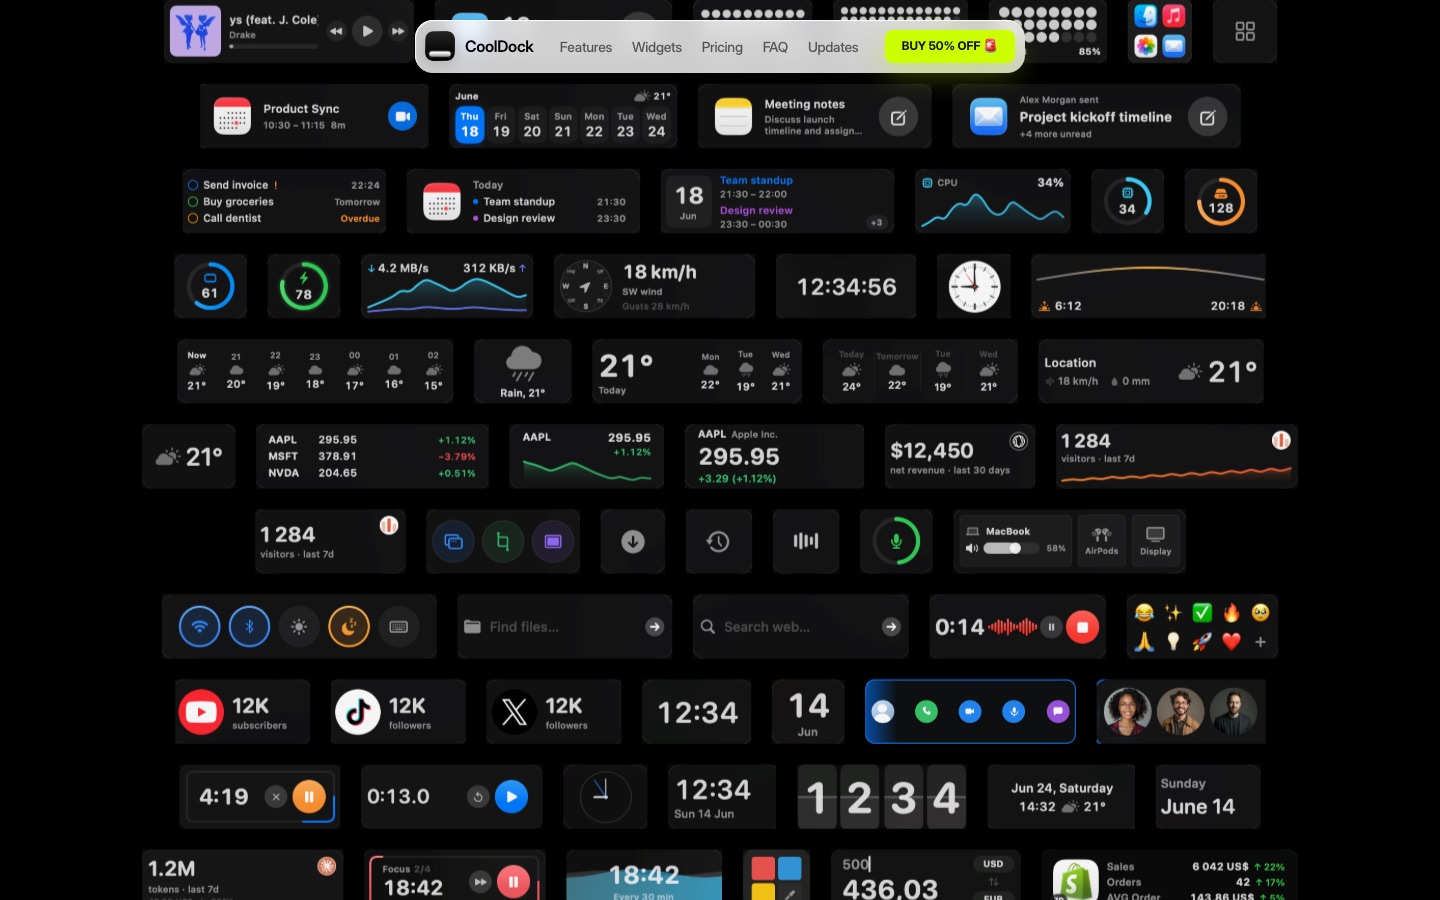 ys (feat. J. Cole)
Drake
85%
CoolDock
Features
Widgets
Pricing
FAQ
Updates
BUY 50% OFF 🚨
Product Sync
10:30 – 11:15 8m
June
21°
Thu Fri Sat Sun Mon Tue Wed
18 19 20 21 22 23 24
Meeting notes
Discuss launch
timeline and assign...
Alex Morgan sent
Project kickoff timeline
+4 more unread
Send invoice ! 22:24
Buy groceries Tomorrow
Call dentist Overdue
Today
Team standup 21:30
Design review 23:30
18
Jun
Team standup
21:30 – 22:00
Design review
23:30 – 00:30
+3
CPU 34%
34
128
61
78
↓ 4.2 MB/s 312 KB/s ↑
N
W E
S
18 km/h
SW wind
Gusts 28 km/h
12:34:56
6:12 20:18
Now 21 22 23 00 01 02
21° 20° 19° 18° 17° 16° 15°
Rain, 21°
21°
Today
Mon Tue Wed
22° 19° 21°
Today Tomorrow Tue Wed
24° 22° 19° 21°
Location
18 km/h 0 mm
21°
21°
AAPL 295.95 +1.12%
MSFT 378.91 −3.79%
NVDA 204.65 +0.51%
AAPL 295.95
+1.12%
AAPL Apple Inc.
295.95
+3.29 (+1.12%)
$12,450
net revenue · last 30 days
1 284
visitors · last 7d
1 284
visitors · last 7d
MacBook
58%
AirPods
Display
Find files...
Search web...
0:14
12K
subscribers
12K
followers
12K
followers
12:34
14
Jun
4:19
0:13.0
12:34
Sun 14 Jun
1 2 3 4
Jun 24, Saturday
14:32 21°
Sunday
June 14
1.2M
tokens · last 7d
Focus 2/4
18:42
18:42
Every 30 min
500 USD
436,03 EUR
Sales 6 042 US$ ↑ 22%
Orders 42 ↑ 17%
AVG Order 143,86 US$ ↑ 5%